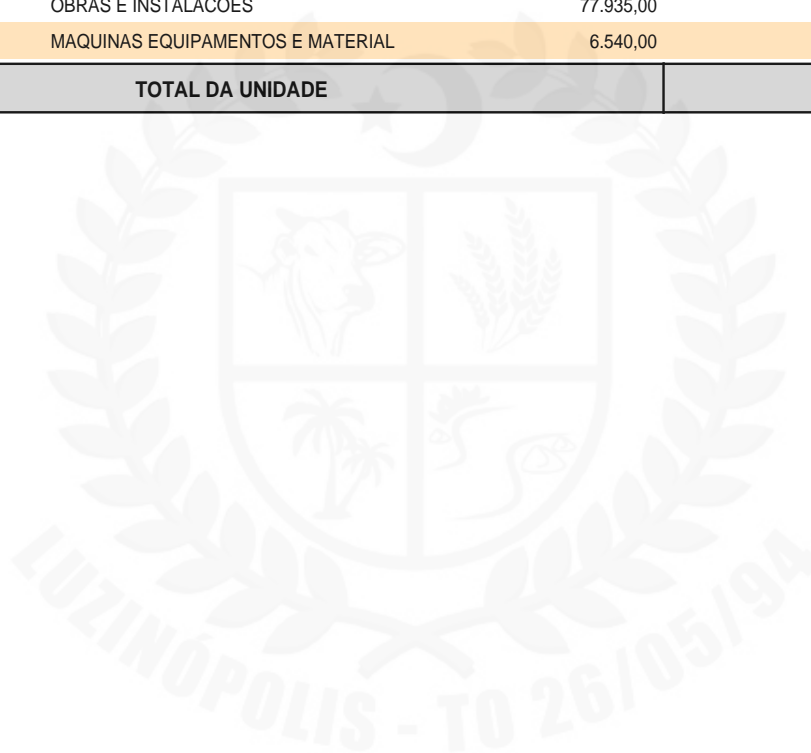 OBRAS E INSTALACOES 77.935,00
MAQUINAS EQUIPAMENTOS E MATERIAL 6.540,00
TOTAL DA UNIDADE
LUZINÓPOLIS - TO 26/05/94